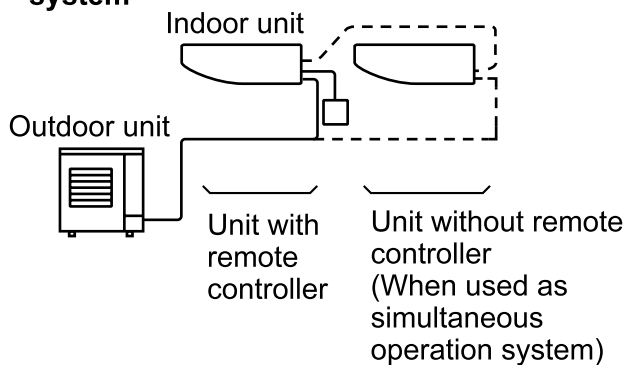 system
Indoor unit
Outdoor unit
Unit with
remote
controller
Unit without remote
controller
(When used as
simultaneous
operation system)